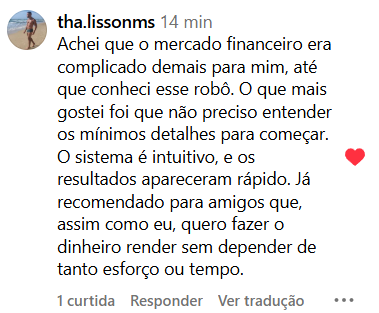 tha.lissonms 14 min
Achei que o mercado financeiro era
complicado demais para mim, até
que conheci esse robô. O que mais
gostei foi que não preciso entender
os mínimos detalhes para começar.
O sistema é intuitivo, e os
resultados apareceram rápido. Já
recomendado para amigos que,
assim como eu, quero fazer o
dinheiro render sem depender de
tanto esforço ou tempo.
1 curtida Responder Ver tradução